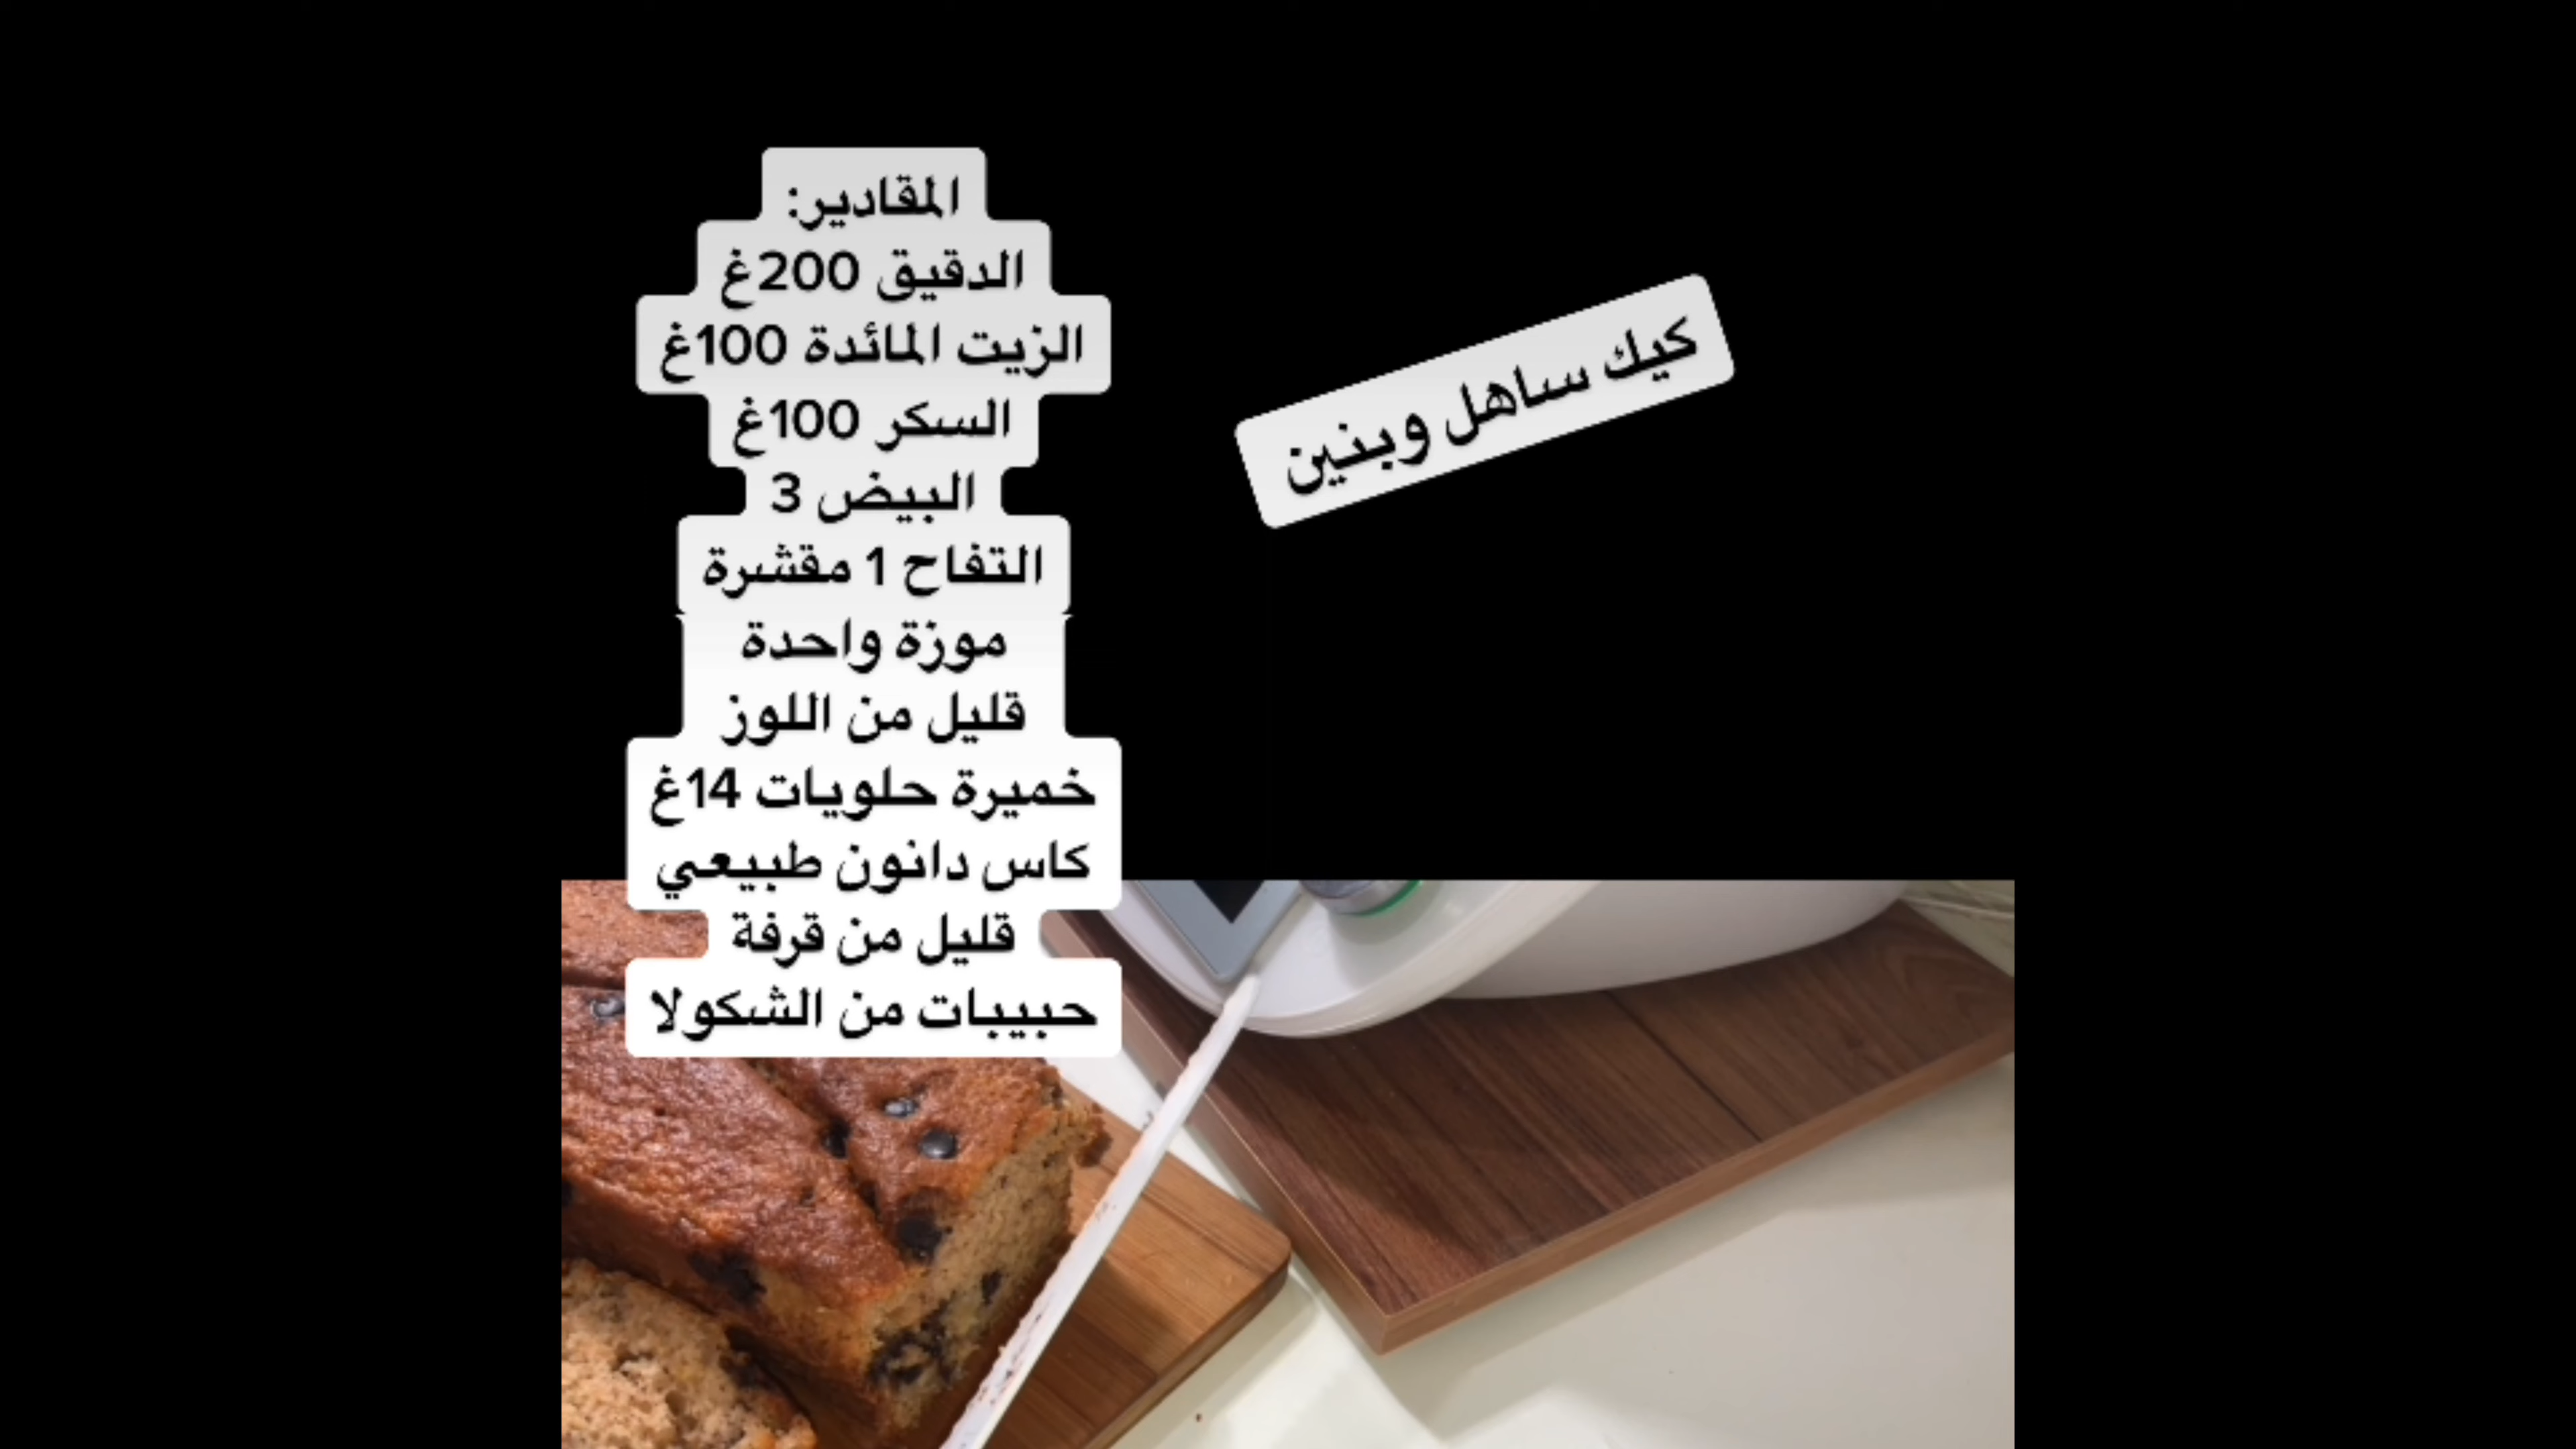 كيك ساهل وبنين
المقادير:
الدقيق 200غ
الزيت المائدة 100غ
السكر 100غ
البيض 3
التفاح 1 مقشرة
موزة واحدة
قليل من اللوز
خميرة حلويات 14غ
كاس دانون طبيعي
قليل من قرفة
حبيبات من الشكولا